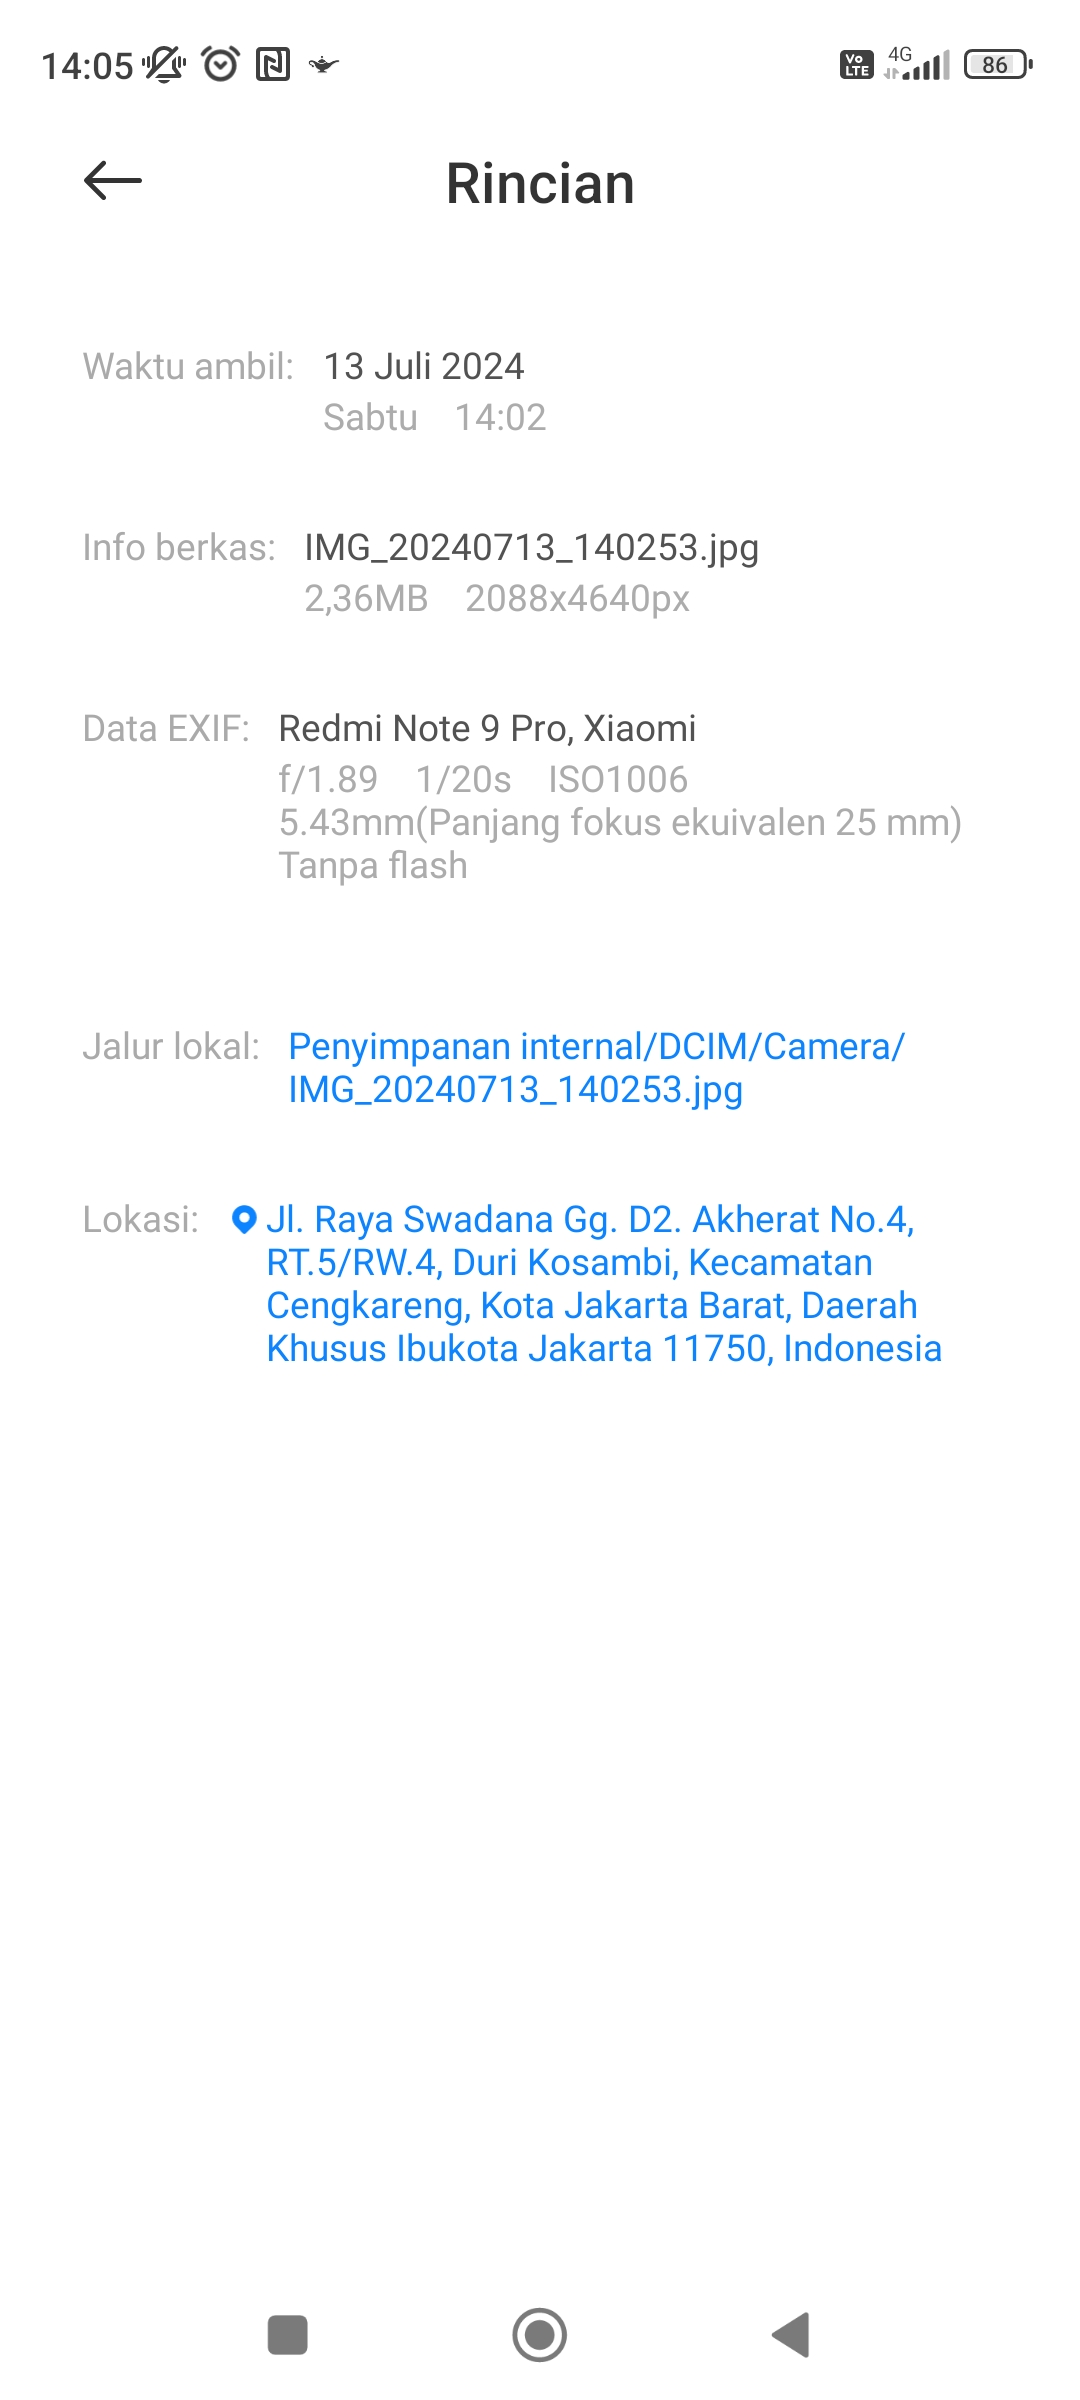 14:05 Vo LTE 4G 86
Rincian
Waktu ambil: 13 Juli 2024
Sabtu 14:02
Info berkas: IMG_20240713_140253.jpg
2,36MB 2088x4640px
Data EXIF: Redmi Note 9 Pro, Xiaomi
f/1.89 1/20s ISO1006
5.43mm(Panjang fokus ekuivalen 25 mm)
Tanpa flash
Jalur lokal: Penyimpanan internal/DCIM/Camera/
IMG_20240713_140253.jpg
Lokasi: Jl. Raya Swadana Gg. D2. Akherat No.4,
RT.5/RW.4, Duri Kosambi, Kecamatan
Cengkareng, Kota Jakarta Barat, Daerah
Khusus Ibukota Jakarta 11750, Indonesia